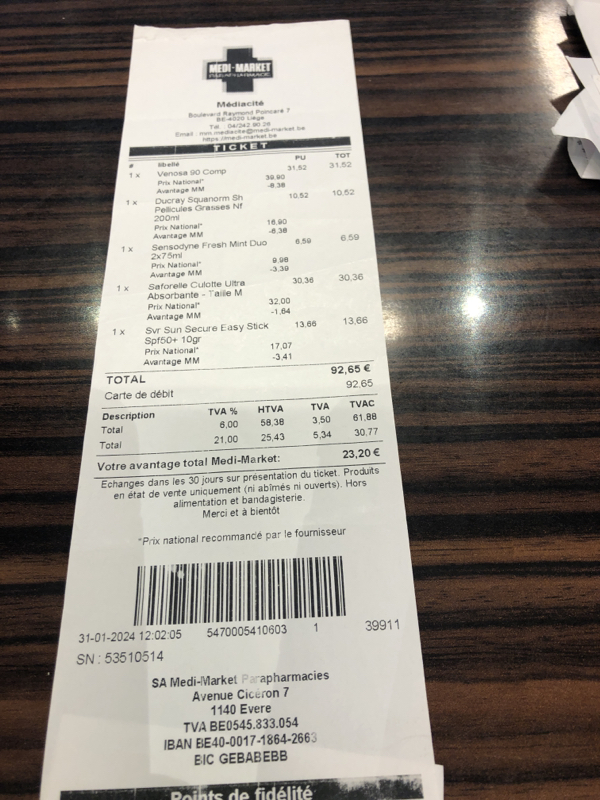 MEDI-MARKET
Médiacité
Boulevard Raymond Poincaré 7
BE-4020 Liège
Tél : 04/242.90.26
Email : mm.mediacite@medi-market.be
https://medi-market.be
TICKET
# libellé PU TOT
1 x Venosa 90 Comp 31,52 31,52
Prix National* 39,90
Avantage MM -8,38
1 x Ducray Squanorm Sh 10,52 10,52
Pellicules Grasses Nf
200ml
Prix National* 16,90
Avantage MM -6,38
1 x Sensodyne Fresh Mint Duo 6,59 6,59
2x75ml
Prix National* 9,98
Avantage MM -3,39
1 x Saforelle Culotte Ultra 30,36 30,36
Absorbante - Taille M
Prix National* 32,00
Avantage MM -1,64
1 x Svr Sun Secure Easy Stick 13,66 13,66
Spf50+ 10gr
Prix National* 17,07
Avantage MM -3,41
TOTAL 92,65 €
Carte de débit 92,65
Description TVA % HTVA TVA TVAC
Total 6,00 58,38 3,50 61,88
Total 21,00 25,43 5,34 30,77
Votre avantage total Medi-Market: 23,20 €
Echanges dans les 30 jours sur présentation du ticket. Produits
en état de vente uniquement (ni abîmés ni ouverts). Hors
alimentation et bandagisterie.
Merci et à bientôt
*Prix national recommandé par le fournisseur
31-01-2024 12:02:05 5470005410603 1 39911
SN : 53510514
SA Medi-Market Parapharmacies
Avenue Cicéron 7
1140 Evere
TVA BE0545.833.054
IBAN BE40-0017-1864-2663
BIC GEBABEBB
Points de fidélité